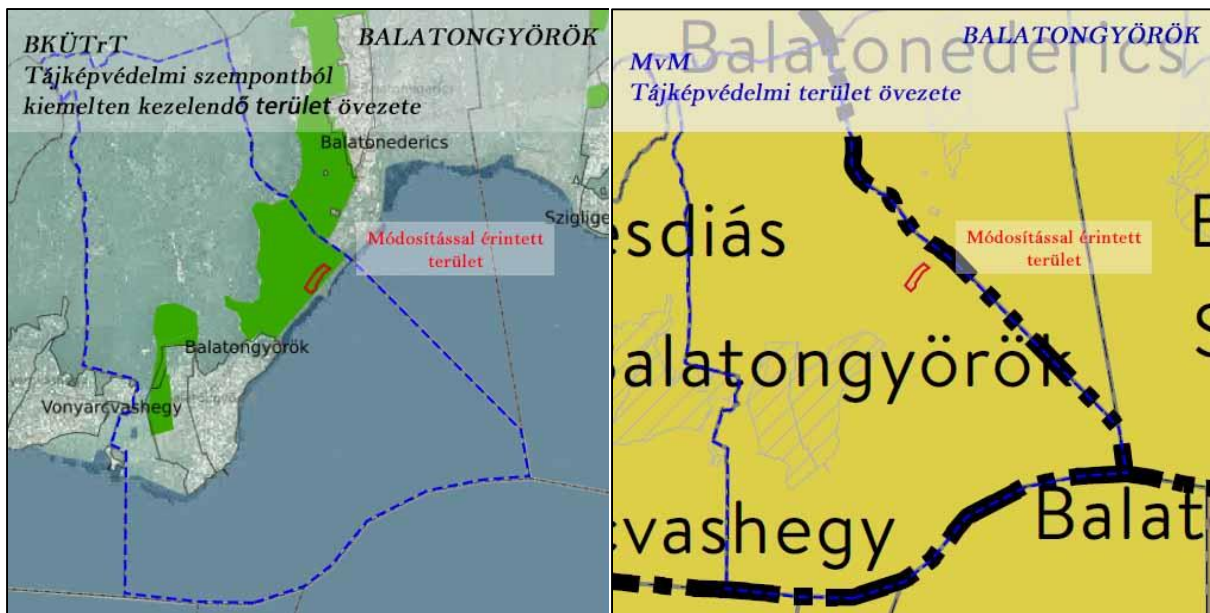 BKÜTrT
BALATONGYÖRÖK
Tájképvédelmi szempontból
kiemelten kezelendő terület övezete
Balatonederics
Sziglige
Módosítással érintett
terület
Balatongyörök
Vonyarcvashegy
Balatonederics
BALATONGYÖRÖK
MvM
Tájképvédelmi terület övezete
esdiás
Módosítással érintett
terület
Balatongyörök
cvashegy
Balat